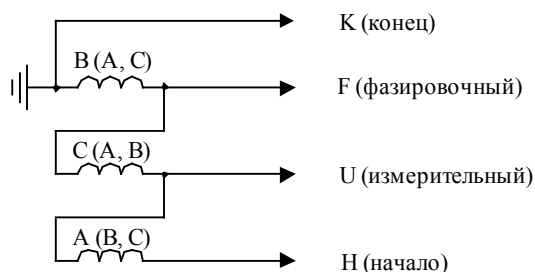 K (конец)
B (A, C)
F (фазировочный)
C (A, B)
U (измерительный)
A (B, C)
H (начало)